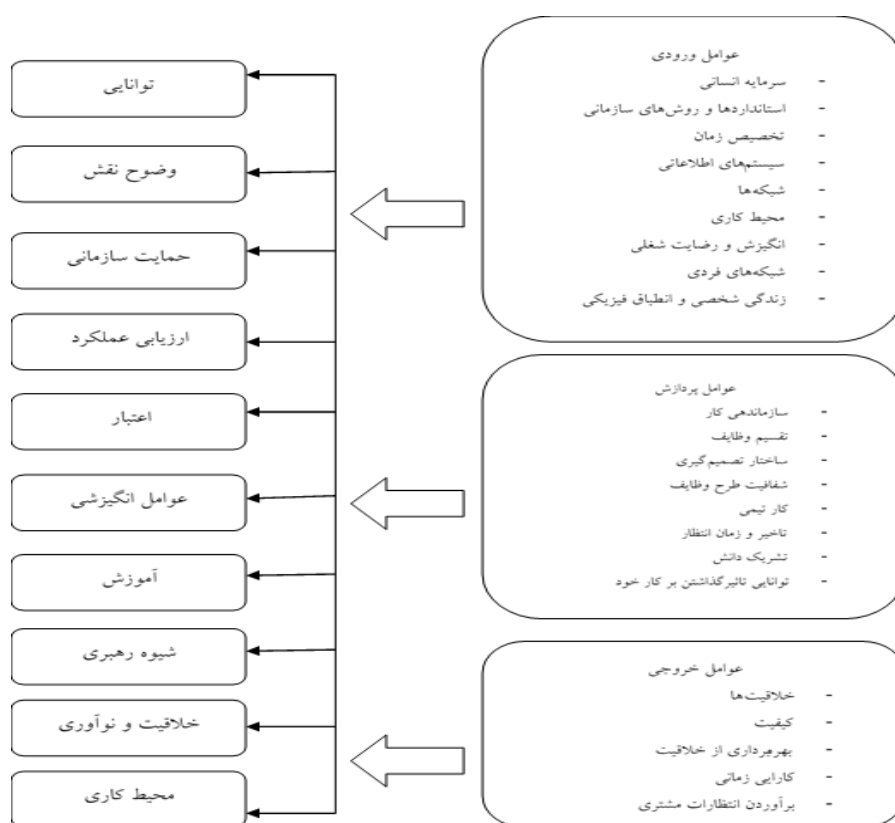 عوامل ورودی
- سرمایه انسانی
- استانداردها و روش‌های سازمانی
- تخصیص زمان
- سیستم‌های اطلاعاتی
- شبکه‌ها
- محیط کاری
- انگیزش و رضایت شغلی
- شبکه‌های فردی
- زندگی شخصی و انطباق فیزیکی
عوامل پردازش
- سازماندهی کار
- تقسیم وظایف
- ساختار تصمیم‌گیری
- شفافیت طرح وظایف
- کار تیمی
- تاخیر و زمان انتظار
- تشریک دانش
- توانایی تاثیرگذاشتن بر کار خود
عوامل خروجی
- خلاقیت‌ها
- کیفیت
- بهره‌برداری از خلاقیت
- کارایی زمانی
- برآوردن انتظارات مشتری
توانایی
وضوح نقش
حمایت سازمانی
ارزیابی عملکرد
اعتبار
عوامل انگیزشی
آموزش
شیوه رهبری
خلاقیت و نوآوری
محیط کاری